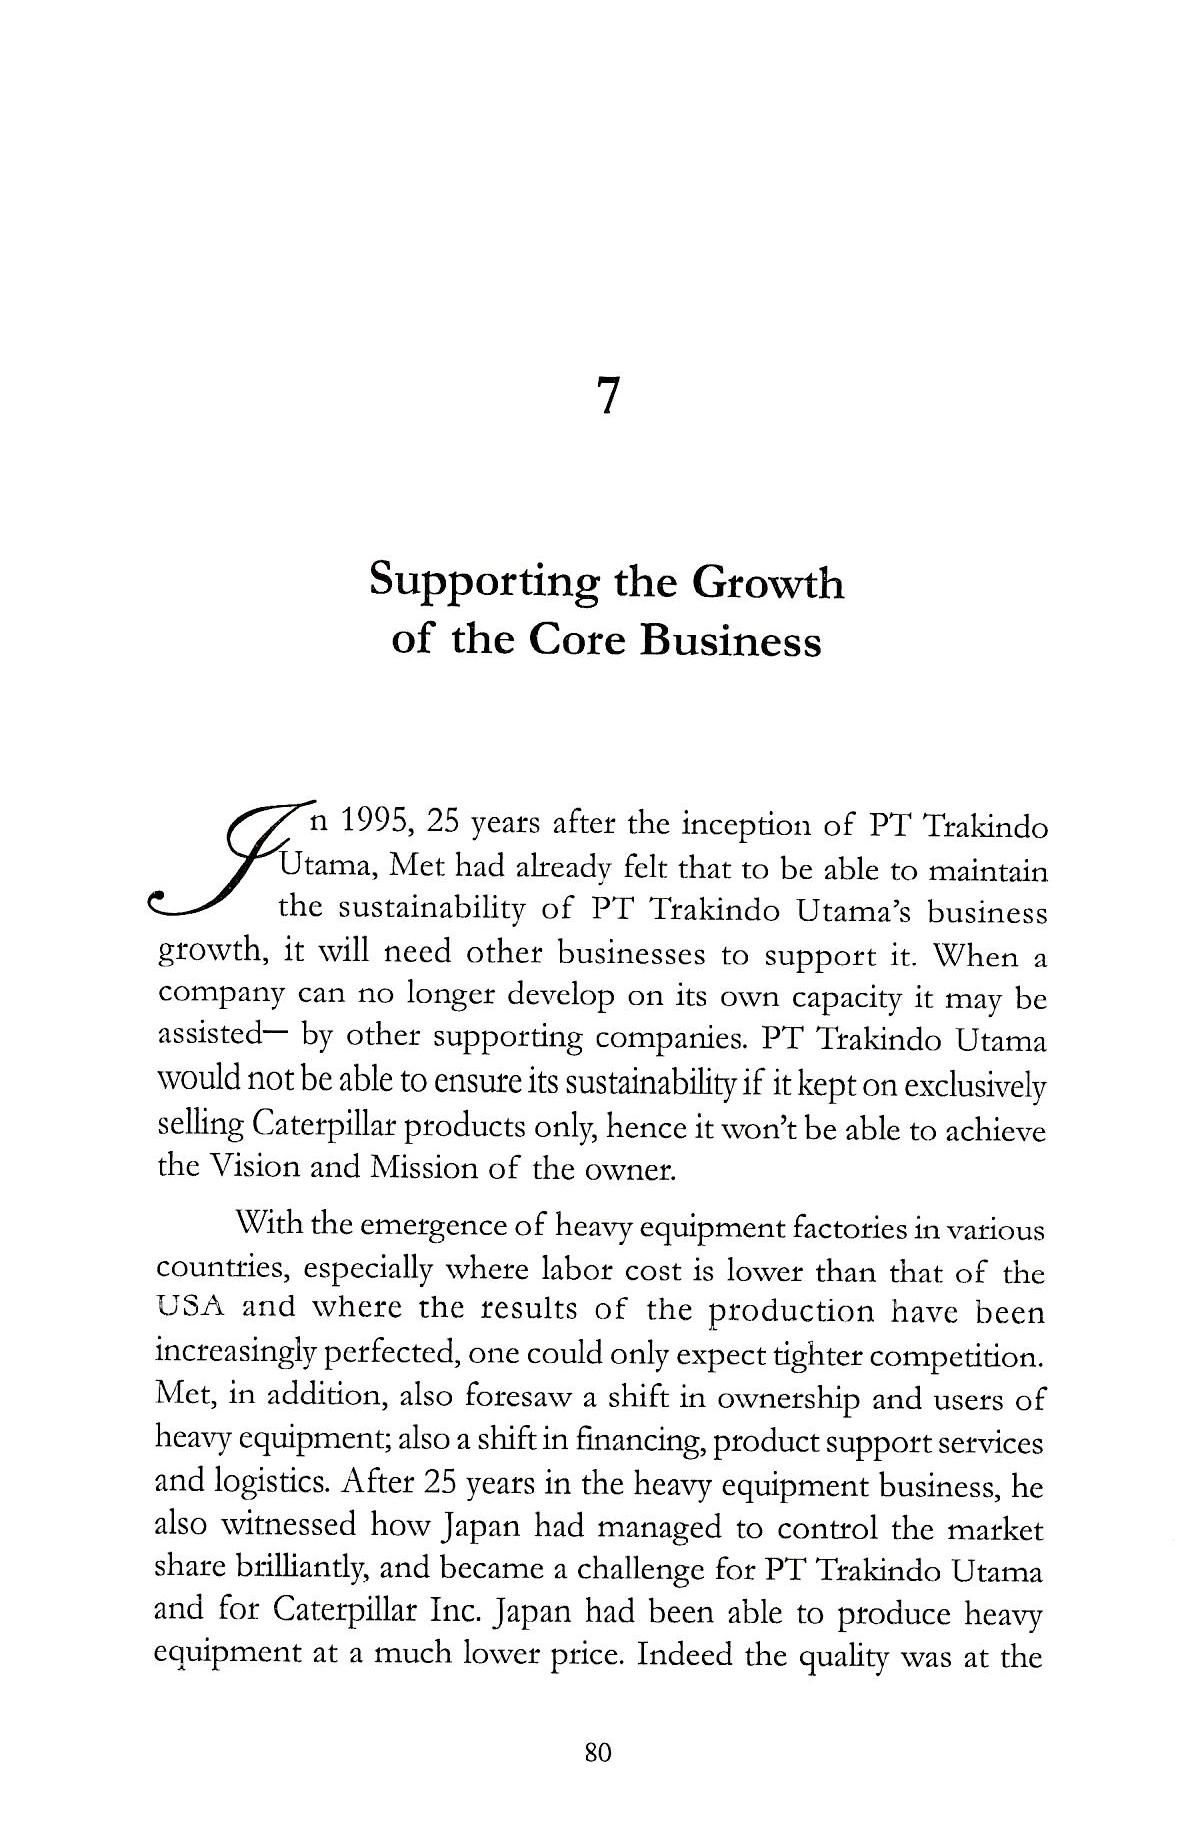 7
Supporting the Growth
of the Core Business
In 1995, 25 years after the inception of PT Trakindo
Utama, Met had already felt that to be able to maintain
the sustainability of PT Trakindo Utama's business
growth, it will need other businesses to support it. When a
company can no longer develop on its own capacity it may be
assisted— by other supporting companies. PT Trakindo Utama
would not be able to ensure its sustainability if it kept on exclusively
selling Caterpillar products only, hence it won't be able to achieve
the Vision and Mission of the owner.
With the emergence of heavy equipment factories in various
countries, especially where labor cost is lower than that of the
USA and where the results of the production have been
increasingly perfected, one could only expect tighter competition.
Met, in addition, also foresaw a shift in ownership and users of
heavy equipment; also a shift in financing, product support services
and logistics. After 25 years in the heavy equipment business, he
also witnessed how Japan had managed to control the market
share brilliantly, and became a challenge for PT Trakindo Utama
and for Caterpillar Inc. Japan had been able to produce heavy
equipment at a much lower price. Indeed the quality was at the
80